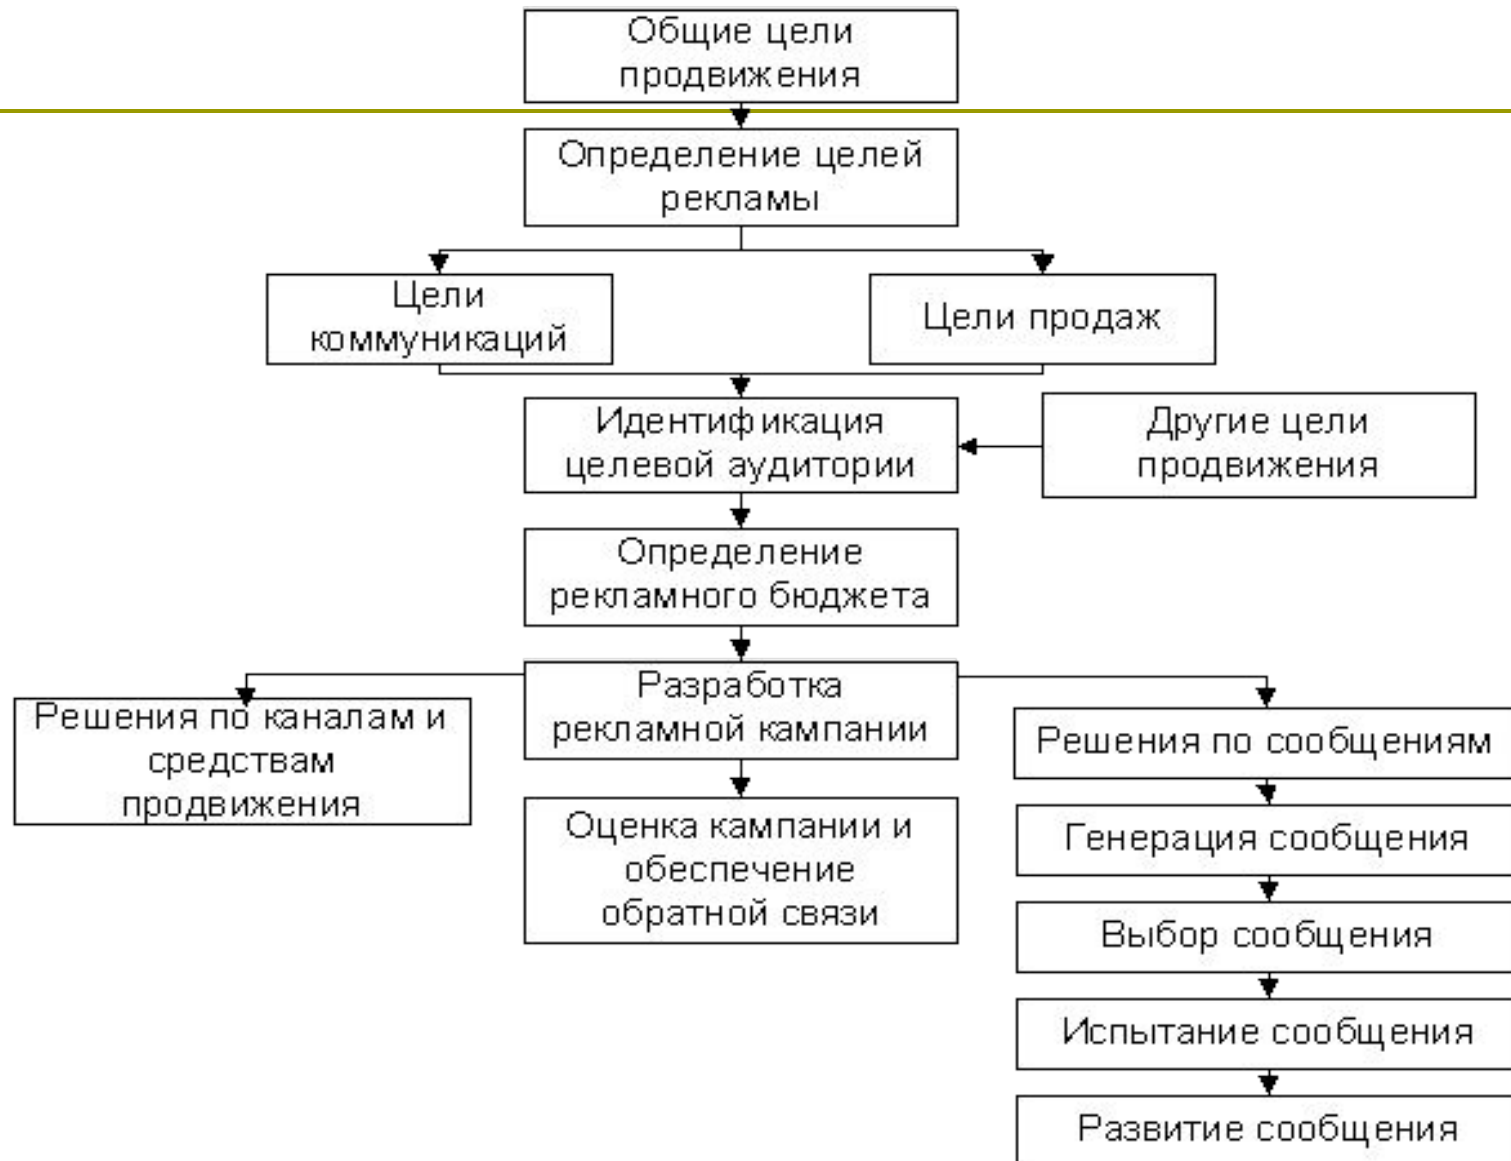 Общие цели
продвижения
Определение целей
рекламы
Цели
коммуникаций
Цели продаж
Идентификация
целевой аудитории
Другие цели
продвижения
Определение
рекламного бюджета
Разработка
рекламной кампании
Решения по каналам и
средствам
продвижения
Оценка кампании и
обеспечение
обратной связи
Решения по сообщениям
Генерация сообщения
Выбор сообщения
Испытание сообщения
Развитие сообщения